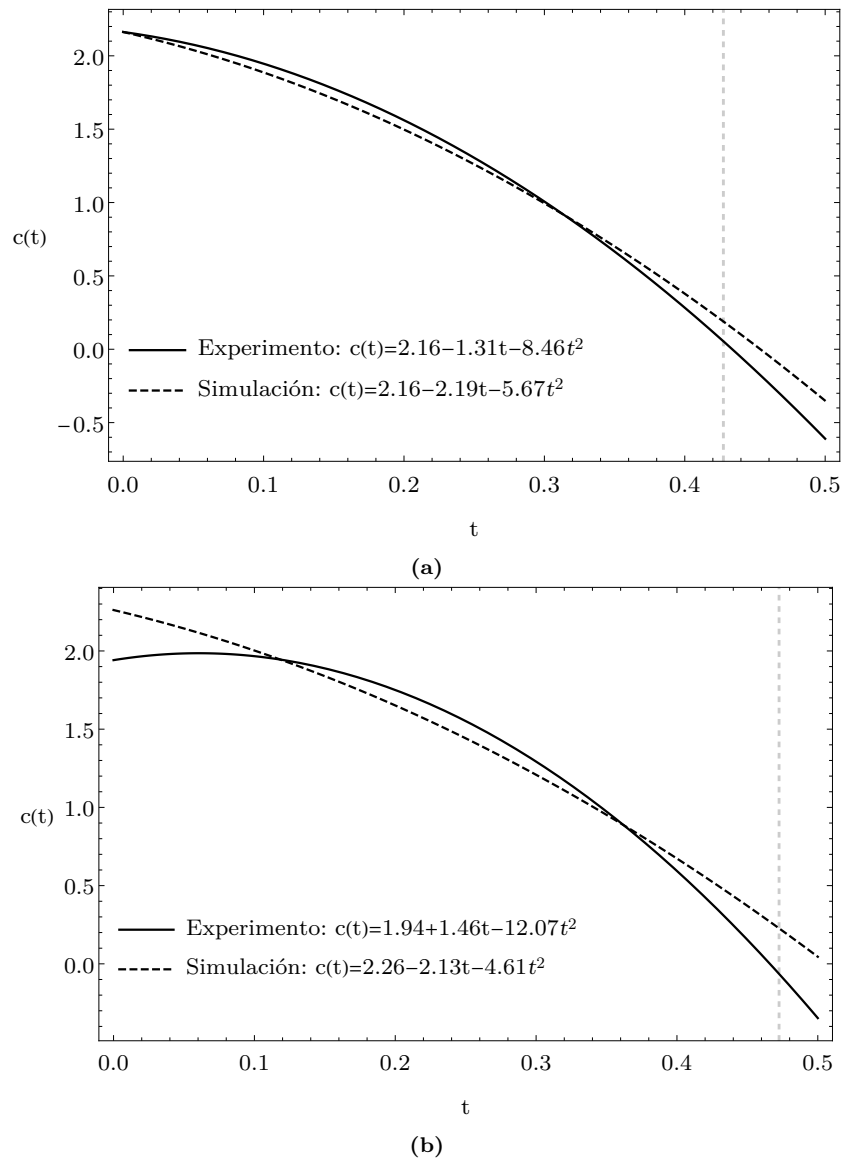 2.0
1.5
1.0
c(t)
0.5
0.0
−0.5
Experimento: c(t)=2.16−1.31t−8.46t²
Simulación: c(t)=2.16−2.19t−5.67t²
0.0 0.1 0.2 0.3 0.4 0.5
t
(a)
2.0
1.5
1.0
c(t)
0.5
0.0
Experimento: c(t)=1.94+1.46t−12.07t²
Simulación: c(t)=2.26−2.13t−4.61t²
0.0 0.1 0.2 0.3 0.4 0.5
t
(b)